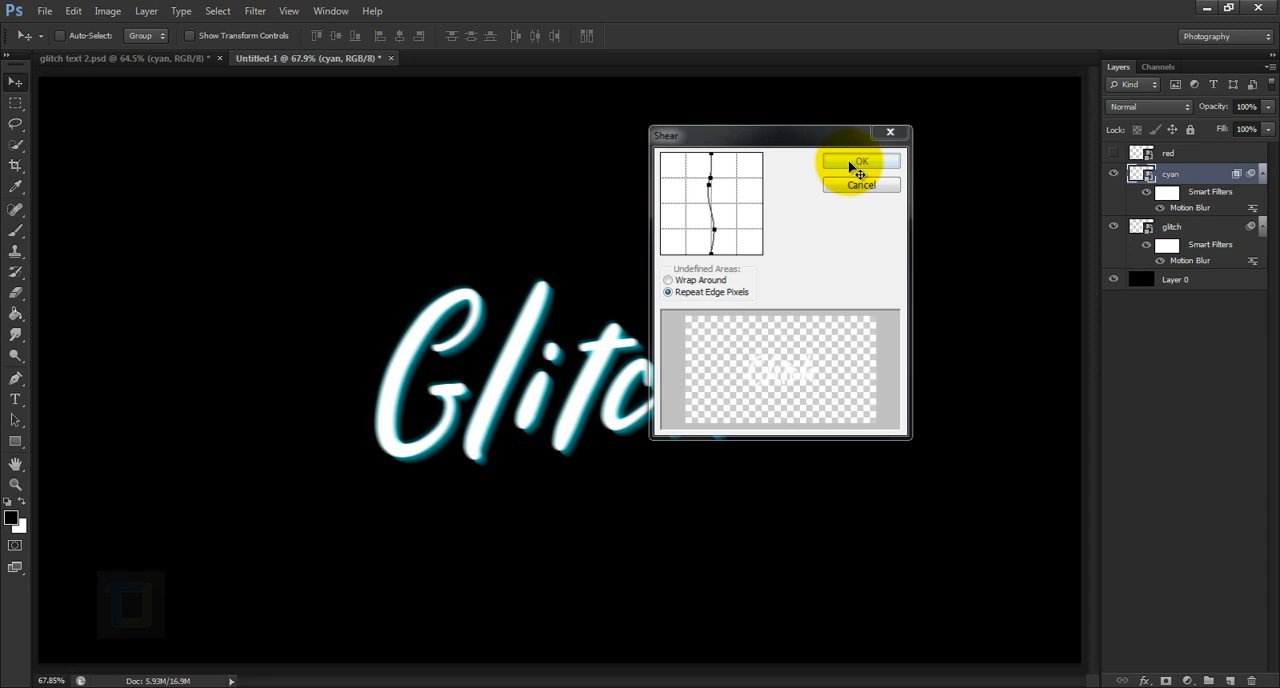 Ps File Edit Image Layer Type Select Filter View Window Help
Auto-Select: Group Show Transform Controls Photography
glitch text 2.psd @ 64.5% (cyan, RGB/8) * × Untitled-1 @ 67.9% (cyan, RGB/8) * ×
Layers Channels
Kind
Normal Opacity: 100%
Lock: Fill: 100%
red
cyan
Smart Filters
Motion Blur
glitch
Smart Filters
Motion Blur
Layer 0
Shear
OK
Cancel
Undefined Areas:
Wrap Around
Repeat Edge Pixels
Glitc
67.85% Doc: 5.93M/16.9M